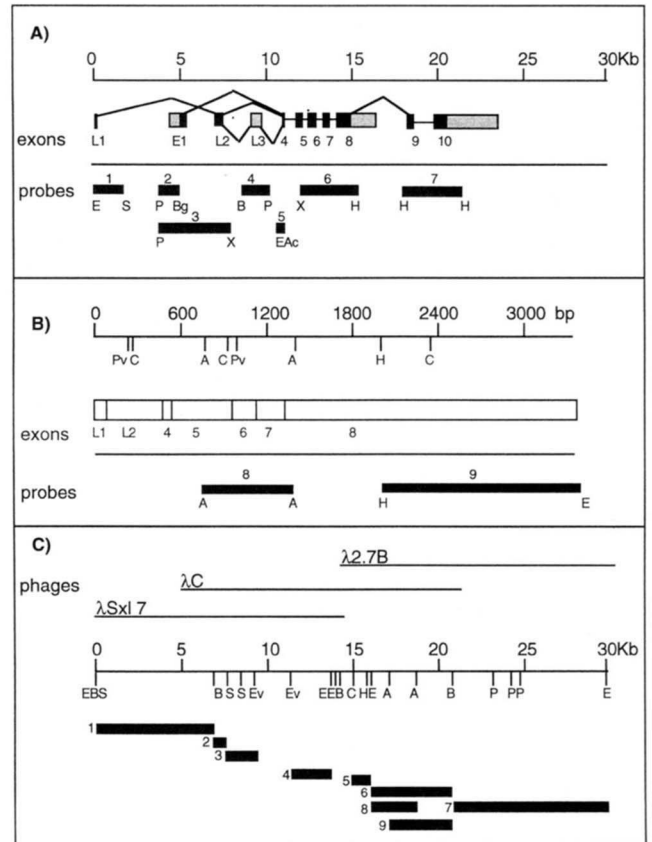 A)
0 5 10 15 20 30Kb
exons
L1 E1 L2 L3 4 5 6 7 8 9 10
probes
1 2 4 6 7
E S P Bg B P X H H H
3 5
P X EAc
B)
0 600 1200 1800 2400 3000 bp
Pv C A C Pv A H C
exons
L1 L2 4 5 6 7 8
probes
8 9
A A H E
C)
phages
λ2.7B
λC
λSxl 7
0 5 10 15 20 30Kb
EBS B S S Ev Ev EEB C HE A A B P PP E
1
2
3
4
5
6
8 7
9